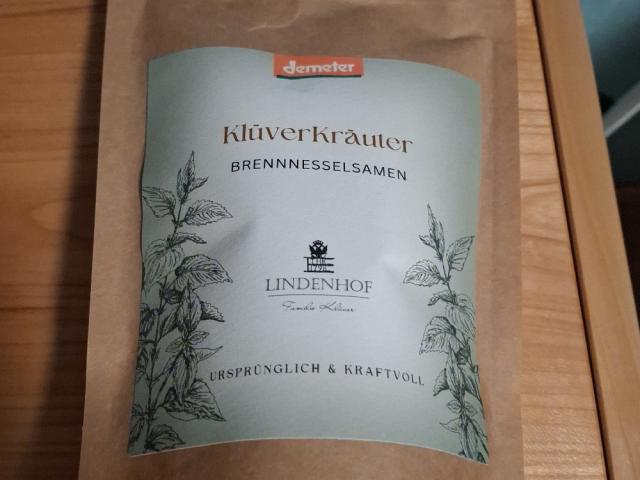 demeter
KlüverKräuter
BRENNNESSELSAMEN
LINDENHOF
Familie Klüver
URSPRÜNGLICH & KRAFTVOLL